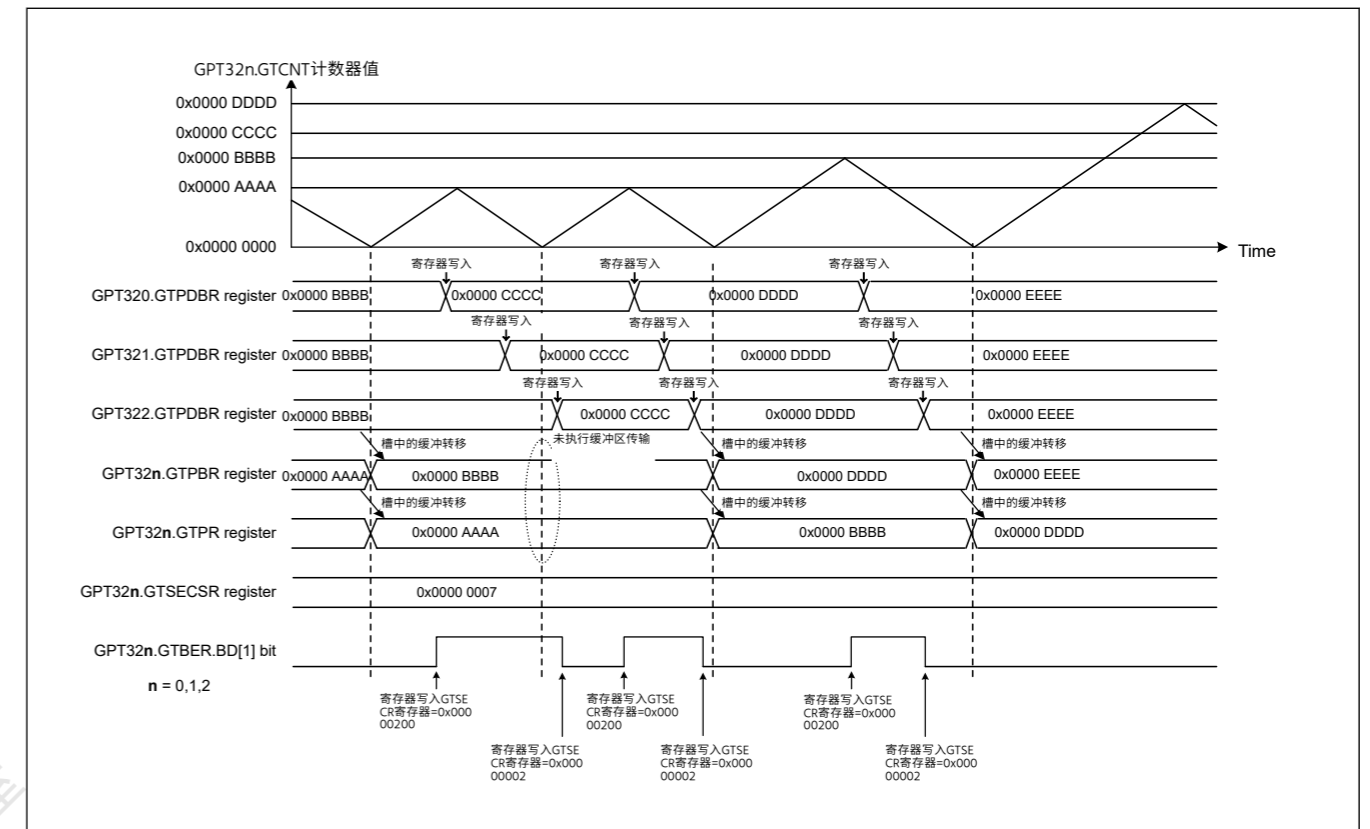 GPT32n.GTCNT计数器值
0x0000 DDDD
0x0000 CCCC
0x0000 BBBB
0x0000 AAAA
0x0000 0000
Time
寄存器写入 寄存器写入 寄存器写入
GPT320.GTPDBR register 0x0000 BBBB 0x0000 CCCC 0x0000 DDDD 0x0000 EEEE
寄存器写入 寄存器写入 寄存器写入
GPT321.GTPDBR register 0x0000 BBBB 0x0000 CCCC 0x0000 DDDD 0x0000 EEEE
寄存器写入 寄存器写入 寄存器写入
GPT322.GTPDBR register 0x0000 BBBB 0x0000 CCCC 0x0000 DDDD 0x0000 EEEE
槽中的缓冲转移 未执行缓冲区传输 槽中的缓冲转移 槽中的缓冲转移
GPT32n.GTPBR register 0x0000 AAAA 0x0000 BBBB 0x0000 DDDD 0x0000 EEEE
槽中的缓冲转移 槽中的缓冲转移 槽中的缓冲转移
GPT32n.GTPR register 0x0000 AAAA 0x0000 BBBB 0x0000 DDDD
GPT32n.GTSECSR register 0x0000 0007
GPT32n.GTBER.BD[1] bit
n = 0,1,2
寄存器写入GTSE
CR寄存器=0x000
00200
寄存器写入GTSE
CR寄存器=0x000
00200
寄存器写入GTSE
CR寄存器=0x000
00200
寄存器写入GTSE
CR寄存器=0x000
00002
寄存器写入GTSE
CR寄存器=0x000
00002
寄存器写入GTSE
CR寄存器=0x000
00002